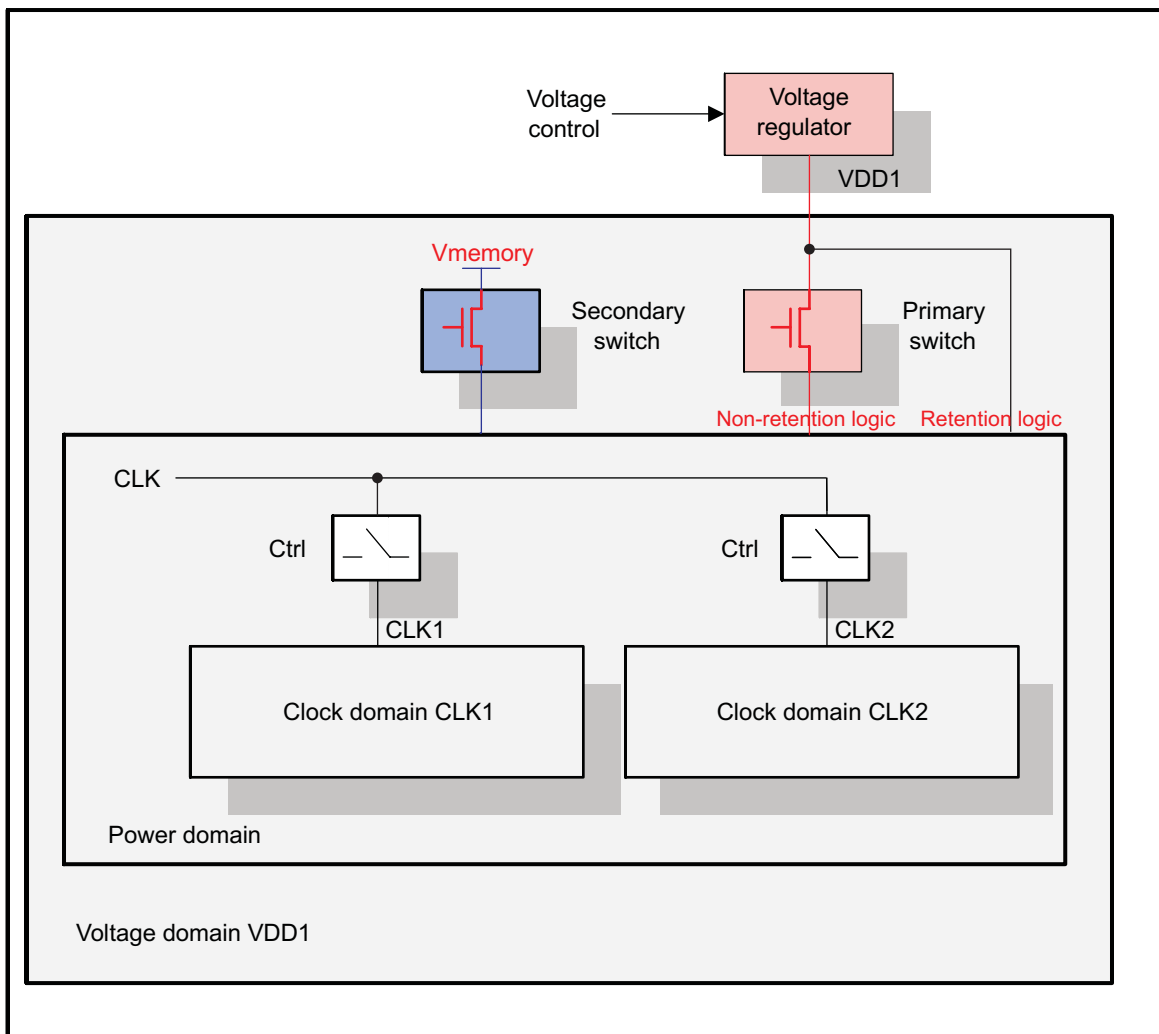 Voltage
control
Voltage
regulator
VDD1
Vmemory
Secondary
switch
Primary
switch
Non-retention logic
Retention logic
CLK
Ctrl
Ctrl
CLK1
CLK2
Clock domain CLK1
Clock domain CLK2
Power domain
Voltage domain VDD1